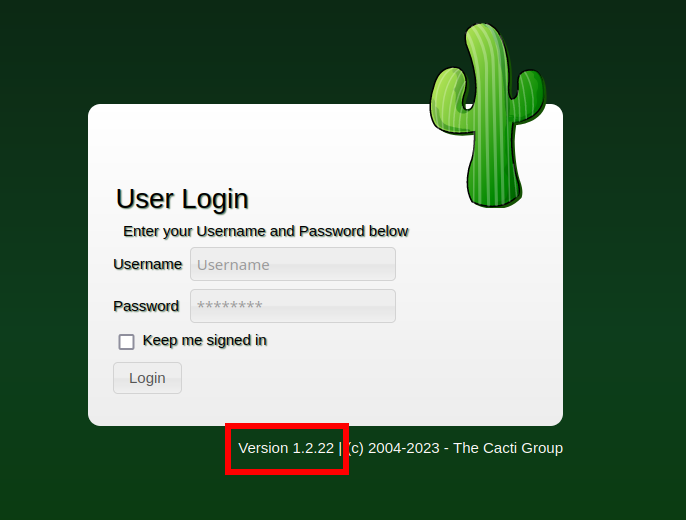 User Login
Enter your Username and Password below
Username Username
Password ********
Keep me signed in
Login
Version 1.2.22 | (c) 2004-2023 - The Cacti Group